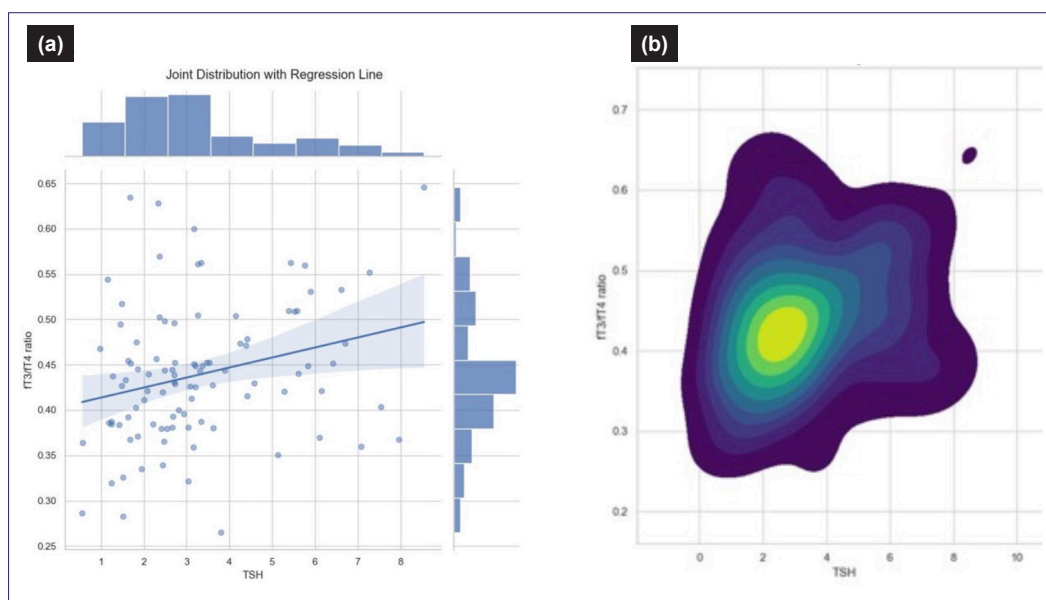 (a)
Joint Distribution with Regression Line
0.65
0.60
0.55
0.50
0.45
0.40
0.35
0.30
0.25
fT3/fT4 ratio
1 2 3 4 5 6 7 8
TSH
(b)
0.7
0.6
0.5
0.4
0.3
0.2
fT3/fT4 ratio
0 2 4 6 8 10
TSH